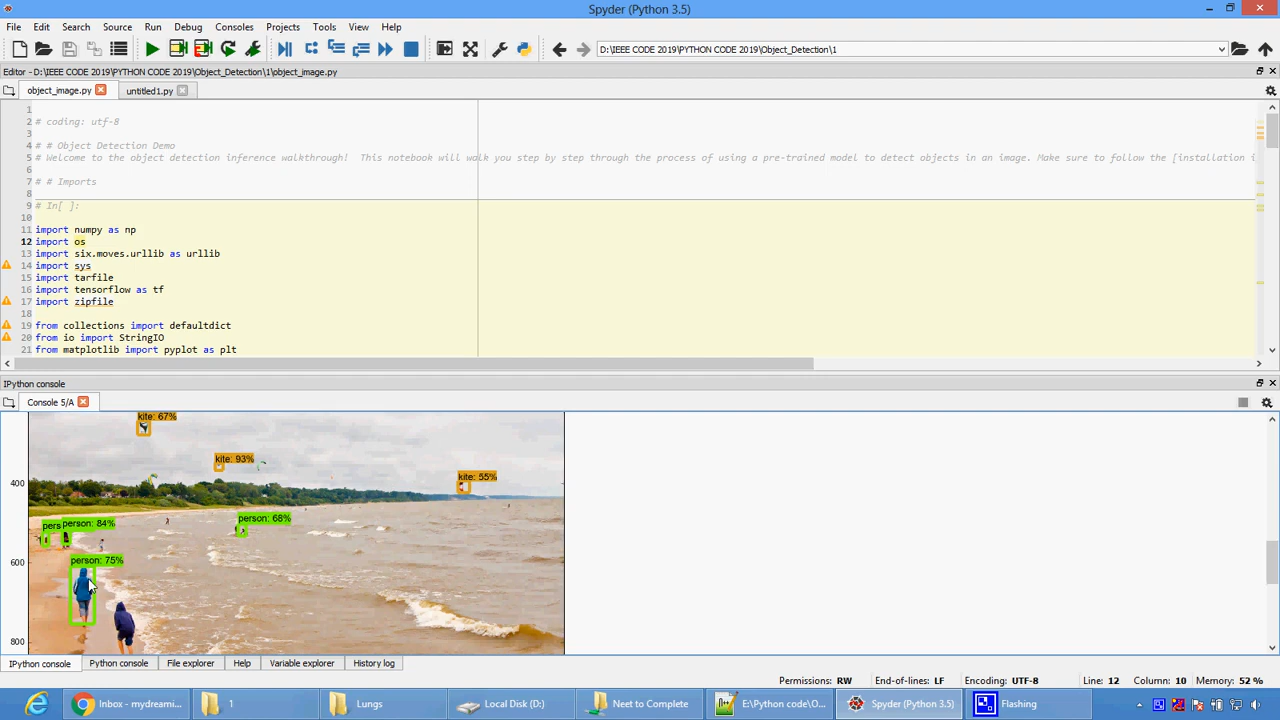 Spyder (Python 3.5)
File Edit Search Source Run Debug Consoles Projects Tools View Help
D:\IEEE CODE 2019\PYTHON CODE 2019\Object_Detection\1
Editor - D:\IEEE CODE 2019\PYTHON CODE 2019\Object_Detection\1\object_image.py
object_image.py untitled1.py
1
2 # coding: utf-8
3
4 # # Object Detection Demo
5 # Welcome to the object detection inference walkthrough!  This notebook will walk you step by step through the process of using a pre-trained model to detect objects in an image. Make sure to follow the [installation i
6
7 # # Imports
8
9 # In[ ]:
10
11 import numpy as np
12 import os
13 import six.moves.urllib as urllib
14 import sys
15 import tarfile
16 import tensorflow as tf
17 import zipfile
18
19 from collections import defaultdict
20 from io import StringIO
21 from matplotlib import pyplot as plt
IPython console
Console 5/A
kite: 67%
kite: 93%
kite: 55%
400
person: 68%
pers person: 84%
person: 75%
600
800
IPython console Python console File explorer Help Variable explorer History log
Permissions: RW End-of-lines: LF Encoding: UTF-8 Line: 12 Column: 10 Memory: 52 %
Inbox - mydreami... 1 Lungs Local Disk (D:) Neet to Complete E:\Python code\O... Spyder (Python 3.5) Flashing